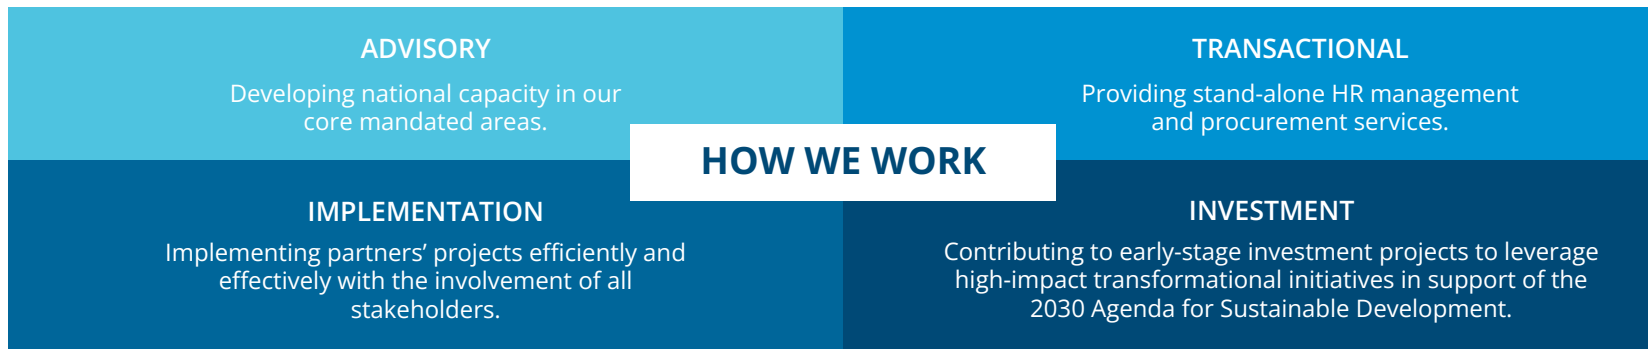 ADVISORY
Developing national capacity in our
core mandated areas.
TRANSACTIONAL
Providing stand-alone HR management
and procurement services.
HOW WE WORK
IMPLEMENTATION
Implementing partners’ projects efficiently and
effectively with the involvement of all
stakeholders.
INVESTMENT
Contributing to early-stage investment projects to leverage
high-impact transformational initiatives in support of the
2030 Agenda for Sustainable Development.